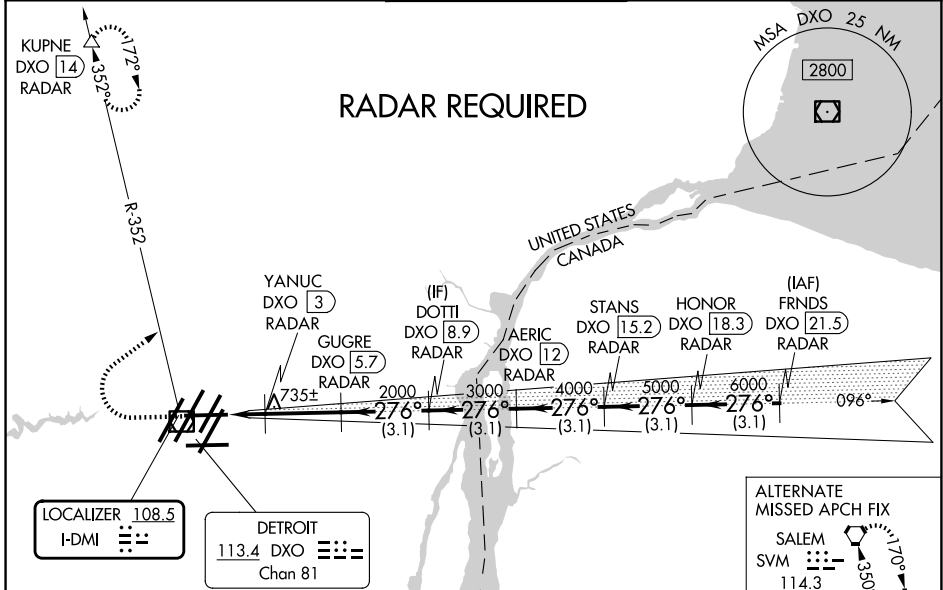 KUPNE
DXO 14
RADAR
172°
352°
R-352
RADAR REQUIRED
MSA DXO 25 NM
2800
UNITED STATES
CANADA
YANUC
DXO 3
RADAR
GUGRE
DXO 5.7
RADAR
(IF)
DOTTI
DXO 8.9
RADAR
AERIC
DXO 12
RADAR
STANS
DXO 15.2
RADAR
HONOR
DXO 18.3
RADAR
(IAF)
FRNDS
DXO 21.5
RADAR
735±
2000
276°
(3.1)
3000
276°
(3.1)
4000
276°
(3.1)
5000
276°
(3.1)
6000
276°
(3.1)
096°
LOCALIZER 108.5
I-DMI
DETROIT
113.4 DXO
Chan 81
ALTERNATE
MISSED APCH FIX
SALEM
SVM
114.3
170°
350°